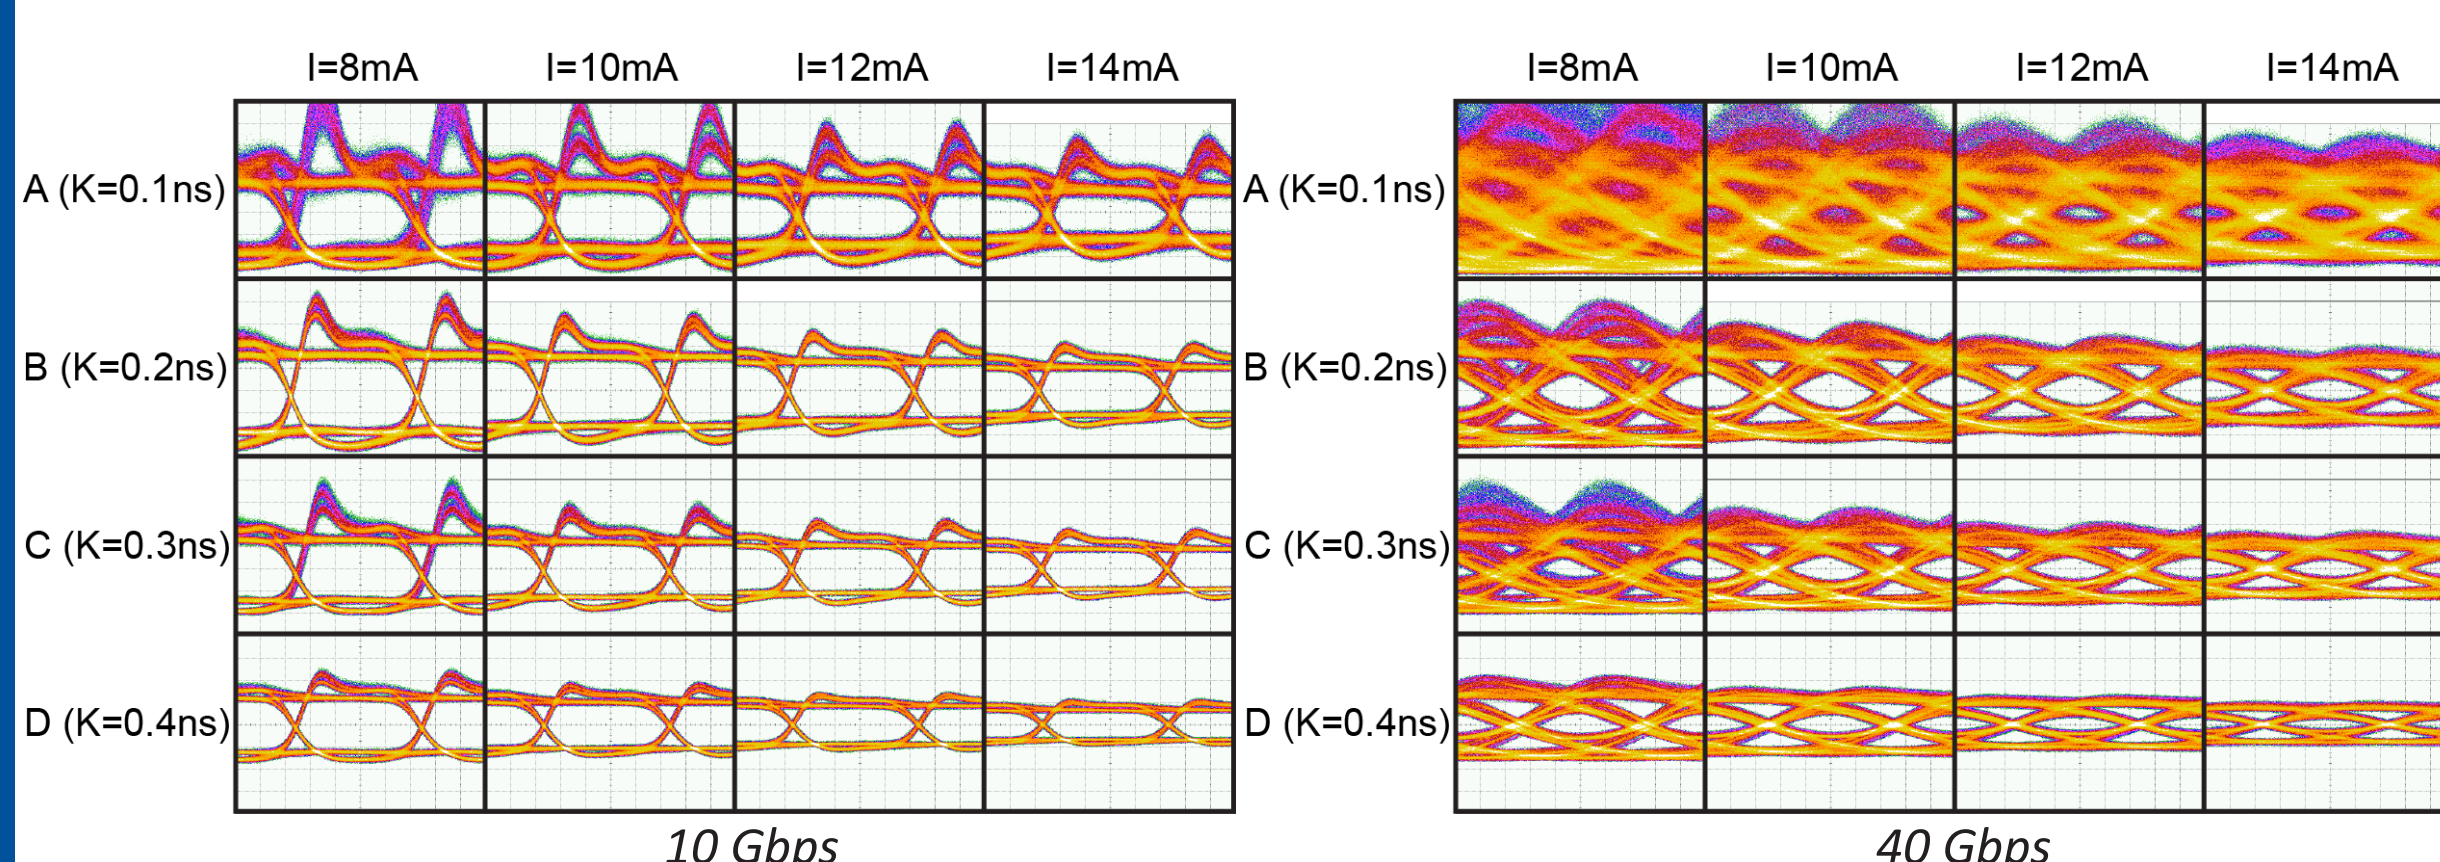 I=8mA I=10mA I=12mA I=14mA
A (K=0.1ns)
B (K=0.2ns)
C (K=0.3ns)
D (K=0.4ns)
10 Gbps
I=8mA I=10mA I=12mA I=14mA
A (K=0.1ns)
B (K=0.2ns)
C (K=0.3ns)
D (K=0.4ns)
40 Gbps